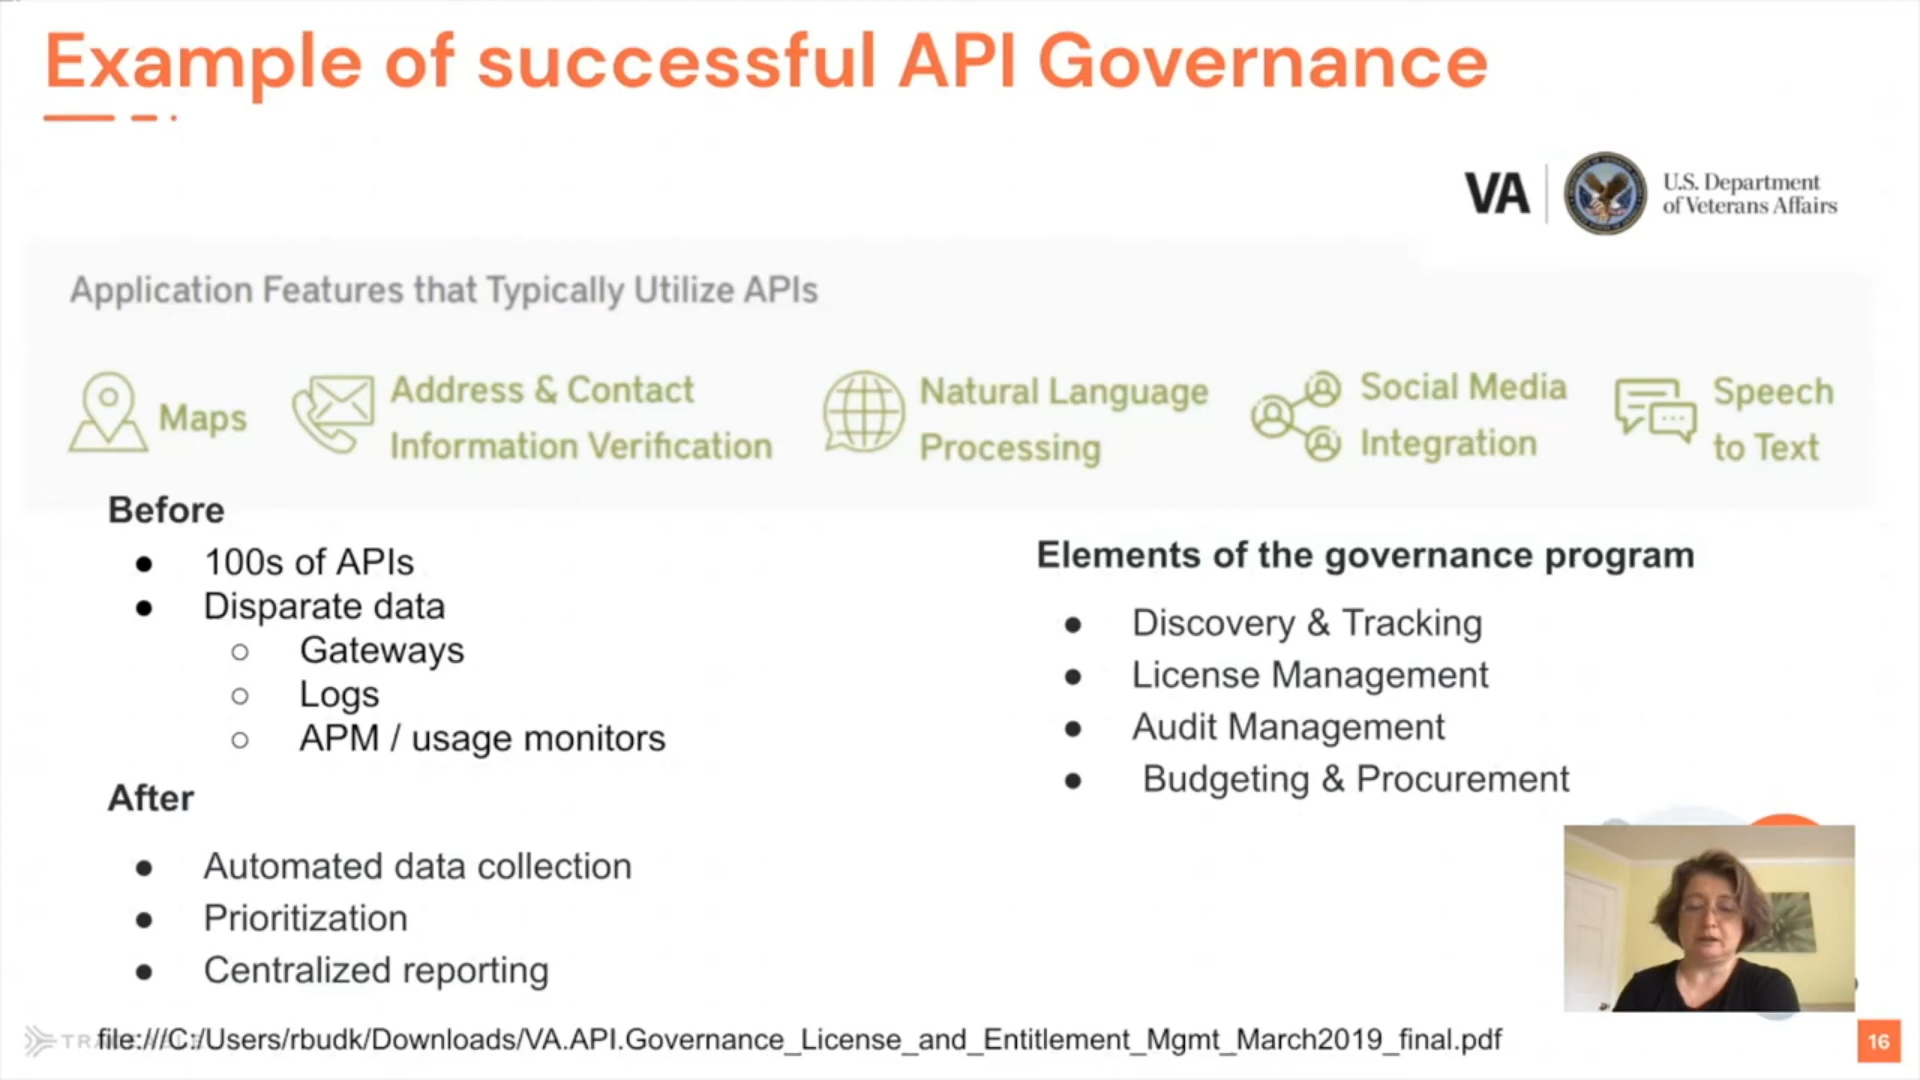 Example of successful API Governance
VA
U.S. Department
of Veterans Affairs
Application Features that Typically Utilize APIs
Maps
Address & Contact
Information Verification
Natural Language
Processing
Social Media
Integration
Speech
to Text
Before
● 100s of APIs
● Disparate data
○ Gateways
○ Logs
○ APM / usage monitors
After
● Automated data collection
● Prioritization
● Centralized reporting
Elements of the governance program
● Discovery & Tracking
● License Management
● Audit Management
● Budgeting & Procurement
file:///C:/Users/rbudk/Downloads/VA.API.Governance_License_and_Entitlement_Mgmt_March2019_final.pdf
16